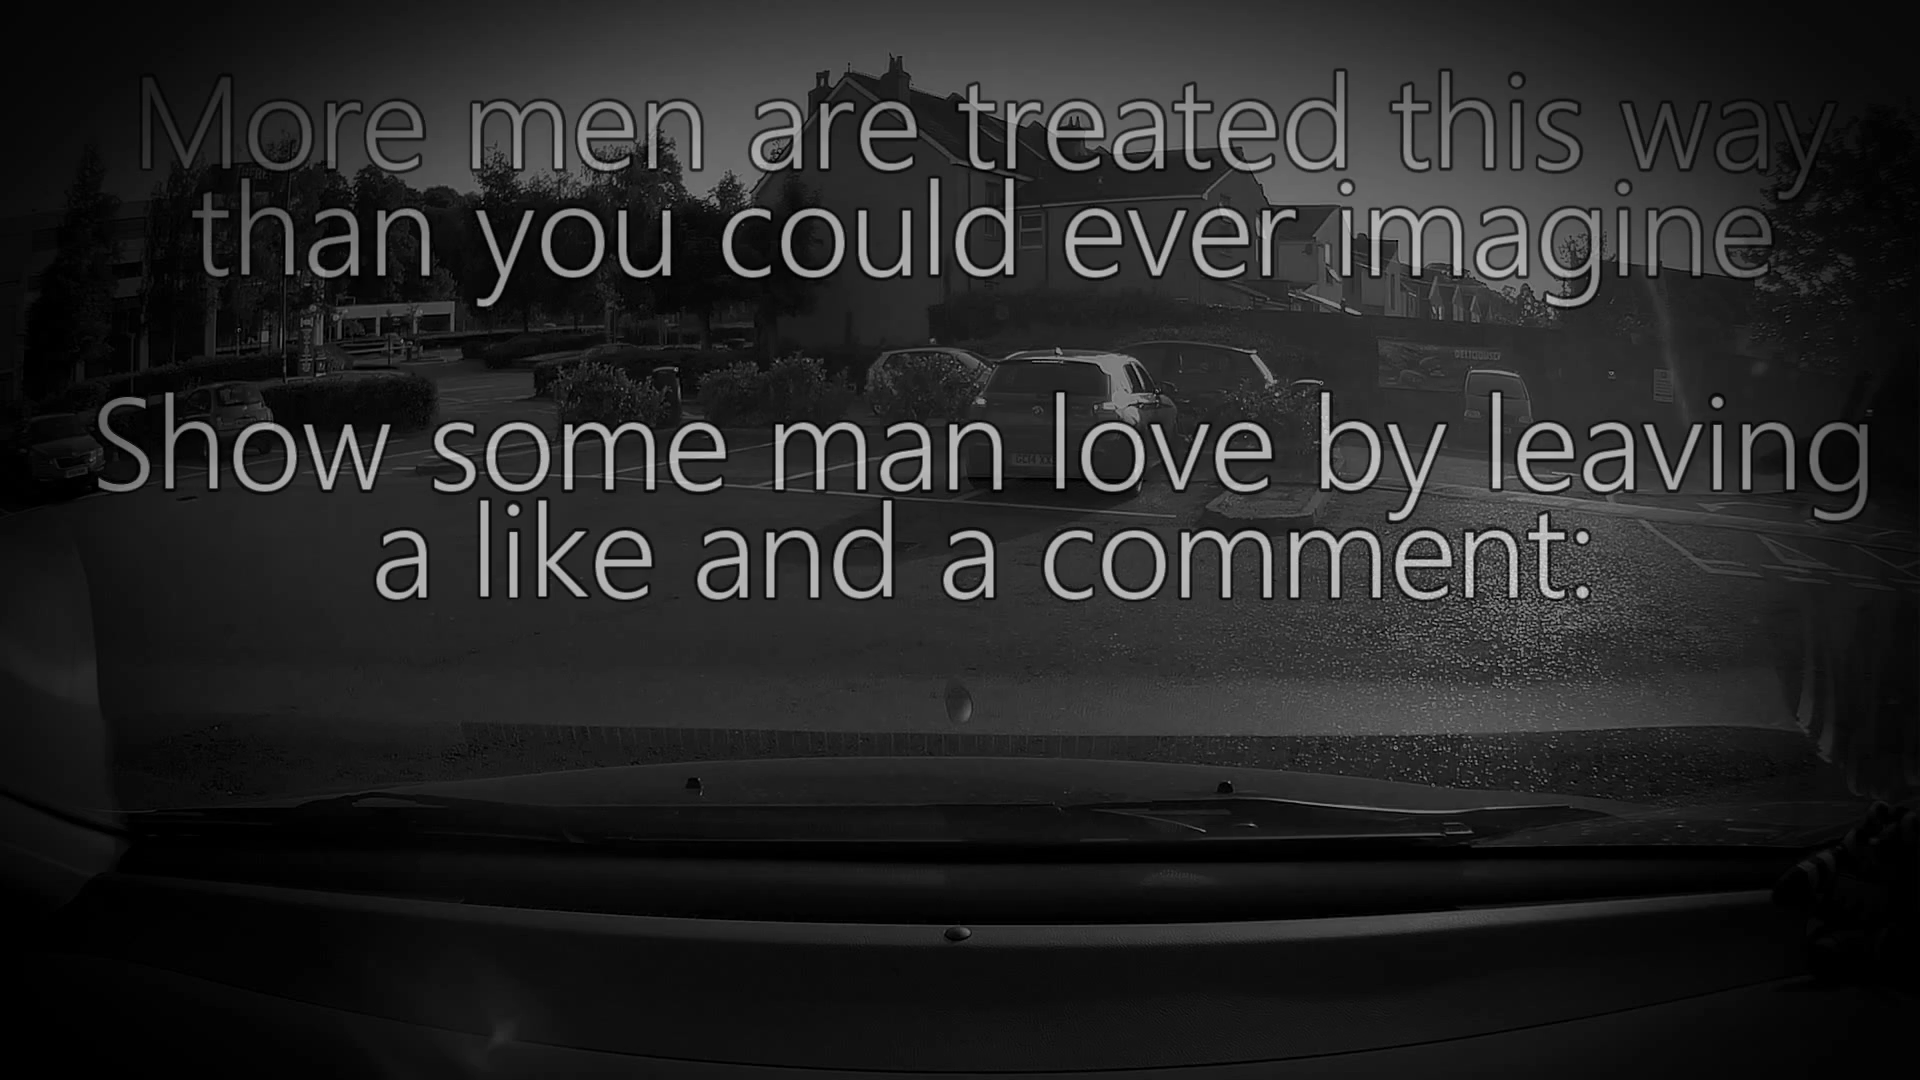 More men are treated this way
than you could ever imagine
Show some man love by leaving
a like and a comment: